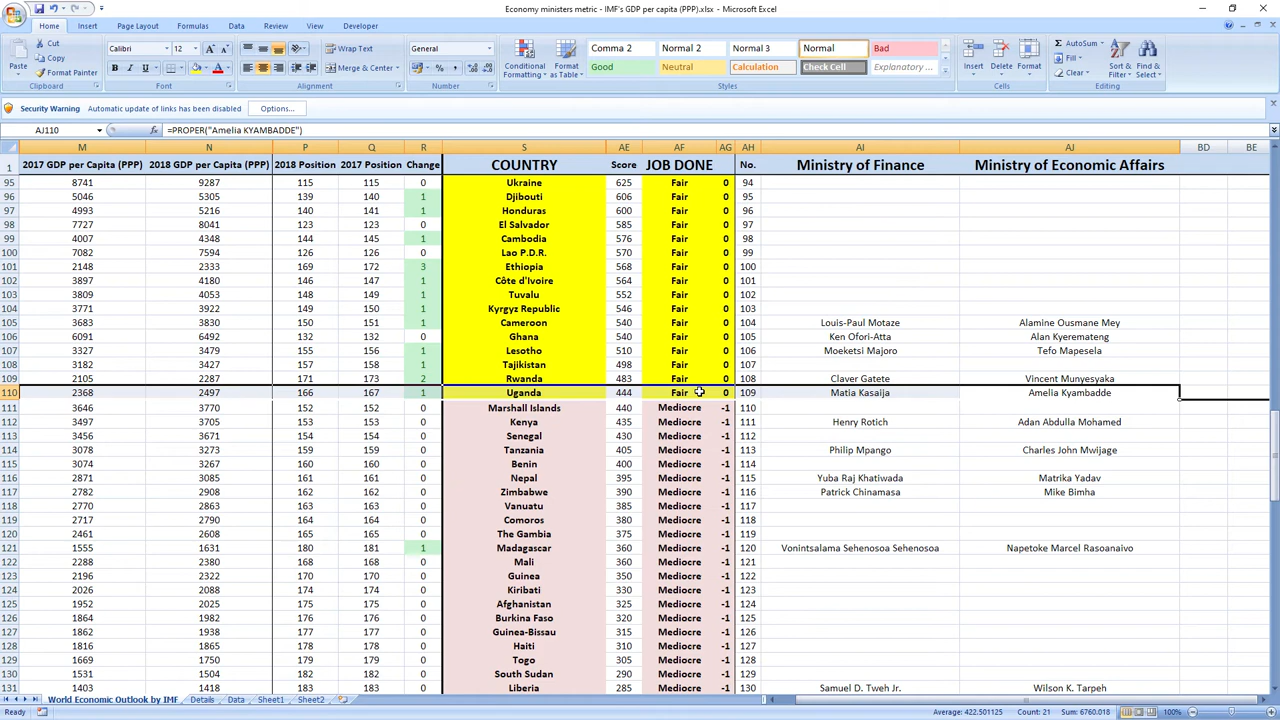 Economy ministers metric - IMF's GDP per capita (PPP).xlsx - Microsoft Excel
Home Insert Page Layout Formulas Data Review View Developer
Paste Cut Copy Format Painter Clipboard
Calibri 12 Font
Wrap Text Merge & Center Alignment
General Number
Conditional Formatting Format as Table
Comma 2 Normal 2 Normal 3 Normal Bad
Good Neutral Calculation Check Cell Explanatory ...
Styles
Insert Delete Format Cells
AutoSum Fill Clear Sort & Filter Find & Select Editing
Security Warning Automatic update of links has been disabled Options...
AJ110 fx =PROPER("Amelia KYAMBADDE")
M N P Q R S AE AF AG AH AI AJ BD BE
1 2017 GDP per Capita (PPP) 2018 GDP per Capita (PPP) 2018 Position 2017 Position Change COUNTRY Score JOB DONE No. Ministry of Finance Ministry of Economic Affairs
95 8741 9287 115 115 0 Ukraine 625 Fair 0 94
96 5046 5305 139 140 1 Djibouti 606 Fair 0 95
97 4993 5216 140 141 1 Honduras 600 Fair 0 96
98 7727 8041 123 123 0 El Salvador 585 Fair 0 97
99 4007 4348 144 145 1 Cambodia 576 Fair 0 98
100 7082 7594 126 126 0 Lao P.D.R. 570 Fair 0 99
101 2148 2333 169 172 3 Ethiopia 568 Fair 0 100
102 3897 4180 146 147 1 Côte d'Ivoire 564 Fair 0 101
103 3809 4053 148 149 1 Tuvalu 552 Fair 0 102
104 3771 3922 149 150 1 Kyrgyz Republic 546 Fair 0 103
105 3683 3830 150 151 1 Cameroon 540 Fair 0 104 Louis-Paul Motaze Alamine Ousmane Mey
106 6091 6492 132 132 0 Ghana 540 Fair 0 105 Ken Ofori-Atta Alan Kyeremateng
107 3327 3479 155 156 1 Lesotho 510 Fair 0 106 Moeketsi Majoro Tefo Mapesela
108 3182 3427 157 158 1 Tajikistan 498 Fair 0 107
109 2105 2287 171 173 2 Rwanda 483 Fair 0 108 Claver Gatete Vincent Munyesyaka
110 2368 2497 166 167 1 Uganda 444 Fair 0 109 Matia Kasaija Amelia Kyambadde
111 3646 3770 152 152 0 Marshall Islands 440 Mediocre -1 110
112 3497 3705 153 153 0 Kenya 435 Mediocre -1 111 Henry Rotich Adan Abdulla Mohamed
113 3456 3651 154 154 0 Senegal 430 Mediocre -1 112
114 3078 3273 159 159 0 Tanzania 405 Mediocre -1 113 Philip Mpango Charles John Mwijage
115 3074 3267 160 160 0 Benin 400 Mediocre -1 114
116 2871 3085 161 161 0 Nepal 395 Mediocre -1 115 Yuba Raj Khatiwada Matrika Yadav
117 2782 2908 162 162 0 Zimbabwe 390 Mediocre -1 116 Patrick Chinamasa Mike Bimha
118 2770 2863 163 163 0 Vanuatu 385 Mediocre -1 117
119 2717 2790 164 164 0 Comoros 380 Mediocre -1 118
120 2461 2608 165 165 0 The Gambia 375 Mediocre -1 119
121 1555 1631 180 181 1 Madagascar 360 Mediocre -1 120 Vonintsalama Sehenosoa Sehenosoa Napetoke Marcel Rasoanaivo
122 2288 2380 168 168 0 Mali 360 Mediocre -1 121
123 2196 2322 170 170 0 Guinea 350 Mediocre -1 122
124 2026 2088 174 174 0 Kiribati 330 Mediocre -1 123
125 1952 2025 175 175 0 Afghanistan 325 Mediocre -1 124
126 1864 1982 176 176 0 Burkina Faso 320 Mediocre -1 125
127 1862 1938 177 177 0 Guinea-Bissau 315 Mediocre -1 126
128 1816 1865 178 178 0 Haiti 310 Mediocre -1 127
129 1669 1750 179 179 0 Togo 305 Mediocre -1 128
130 1531 1504 182 182 0 South Sudan 290 Mediocre -1 129
131 1403 1418 183 183 0 Liberia 285 Mediocre -1 130 Samuel D. Tweh Jr. Wilson K. Tarpeh
World Economic Outlook by IMF Details Data Sheet1 Sheet2
Ready Average: 422.501125 Count: 21 Sum: 6760.018 100%